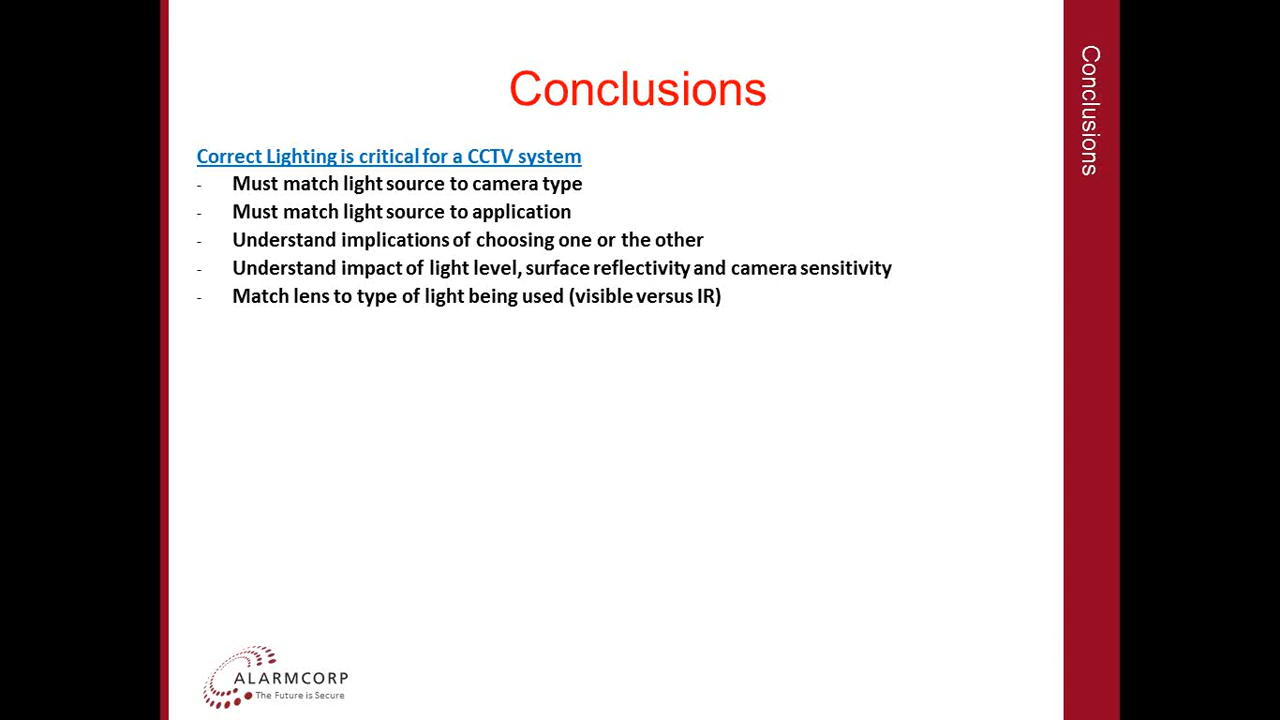 Conclusions
Conclusions
Correct Lighting is critical for a CCTV system
- Must match light source to camera type
- Must match light source to application
- Understand implications of choosing one or the other
- Understand impact of light level, surface reflectivity and camera sensitivity
- Match lens to type of light being used (visible versus IR)
ALARMCORP
The Future is Secure